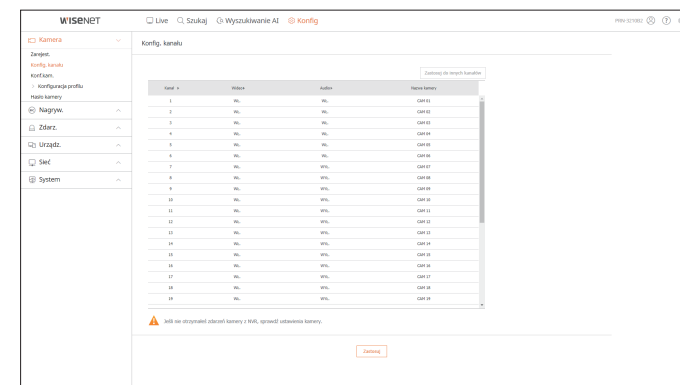 WISENET Live Szukaj Wyszukiwanie AI Konfig PRN-3210B2
Kamera Konfig. kanału
Zarejest.
Konfig. kanału
Konf.kam.
> Konfiguracja profilu
Hasło kamery
Nagryw.
Zdarz.
Urządz.
Sieć
System
Zastosuj do innych kanałów
Kanał Wideo Audio Nazwa kamery
1 WŁ. WŁ. CAM 01
2 WŁ. WŁ. CAM 02
3 WŁ. WŁ. CAM 03
4 WŁ. WŁ. CAM 04
5 WŁ. WŁ. CAM 05
6 WŁ. WŁ. CAM 06
7 WŁ. WYŁ. CAM 07
8 WŁ. WYŁ. CAM 08
9 WŁ. WYŁ. CAM 09
10 WŁ. WYŁ. CAM 10
11 WŁ. WYŁ. CAM 11
12 WŁ. WYŁ. CAM 12
13 WŁ. WYŁ. CAM 13
14 WŁ. WYŁ. CAM 14
15 WŁ. WYŁ. CAM 15
16 WŁ. WYŁ. CAM 16
17 WŁ. WYŁ. CAM 17
18 WŁ. WYŁ. CAM 18
19 WŁ. WYŁ. CAM 19
Jeśli nie otrzymałeś zdarzeń kamery z NVR, sprawdź ustawienia kamery.
Zastosuj